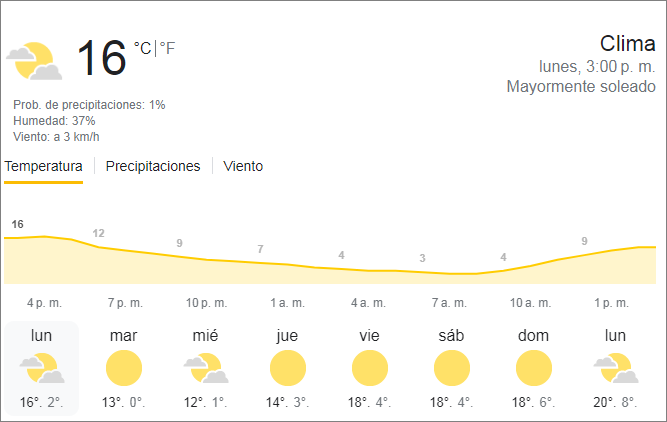 16 °C|°F
Clima
lunes, 3:00 p. m.
Mayormente soleado
Prob. de precipitaciones: 1%
Humedad: 37%
Viento: a 3 km/h
Temperatura | Precipitaciones | Viento
16 12 9 7 4 3 4 9
4 p. m. 7 p. m. 10 p. m. 1 a. m. 4 a. m. 7 a. m. 10 a. m. 1 p. m.
lun mar mié jue vie sáb dom lun
16°. 2°. 13°. 0°. 12°. 1°. 14°. 3°. 18°. 4°. 18°. 4°. 18°. 6°. 20°. 8°.